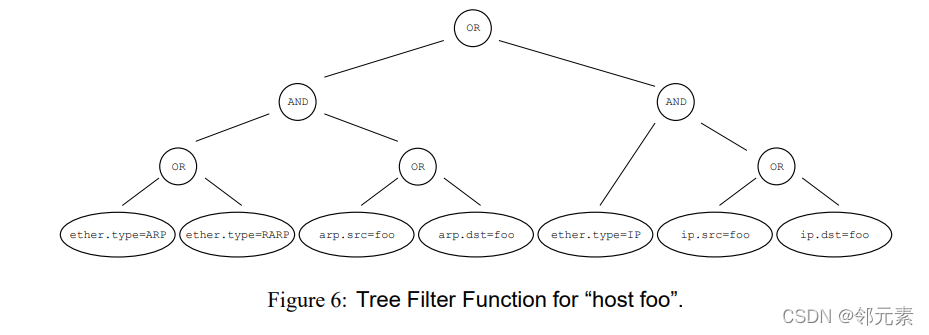 OR
AND
AND
OR
OR
OR
ether.type=ARP
ether.type=RARP
arp.src=foo
arp.dst=foo
ether.type=IP
ip.src=foo
ip.dst=foo
Figure 6: Tree Filter Function for “host foo”.
CSDN @邻元素